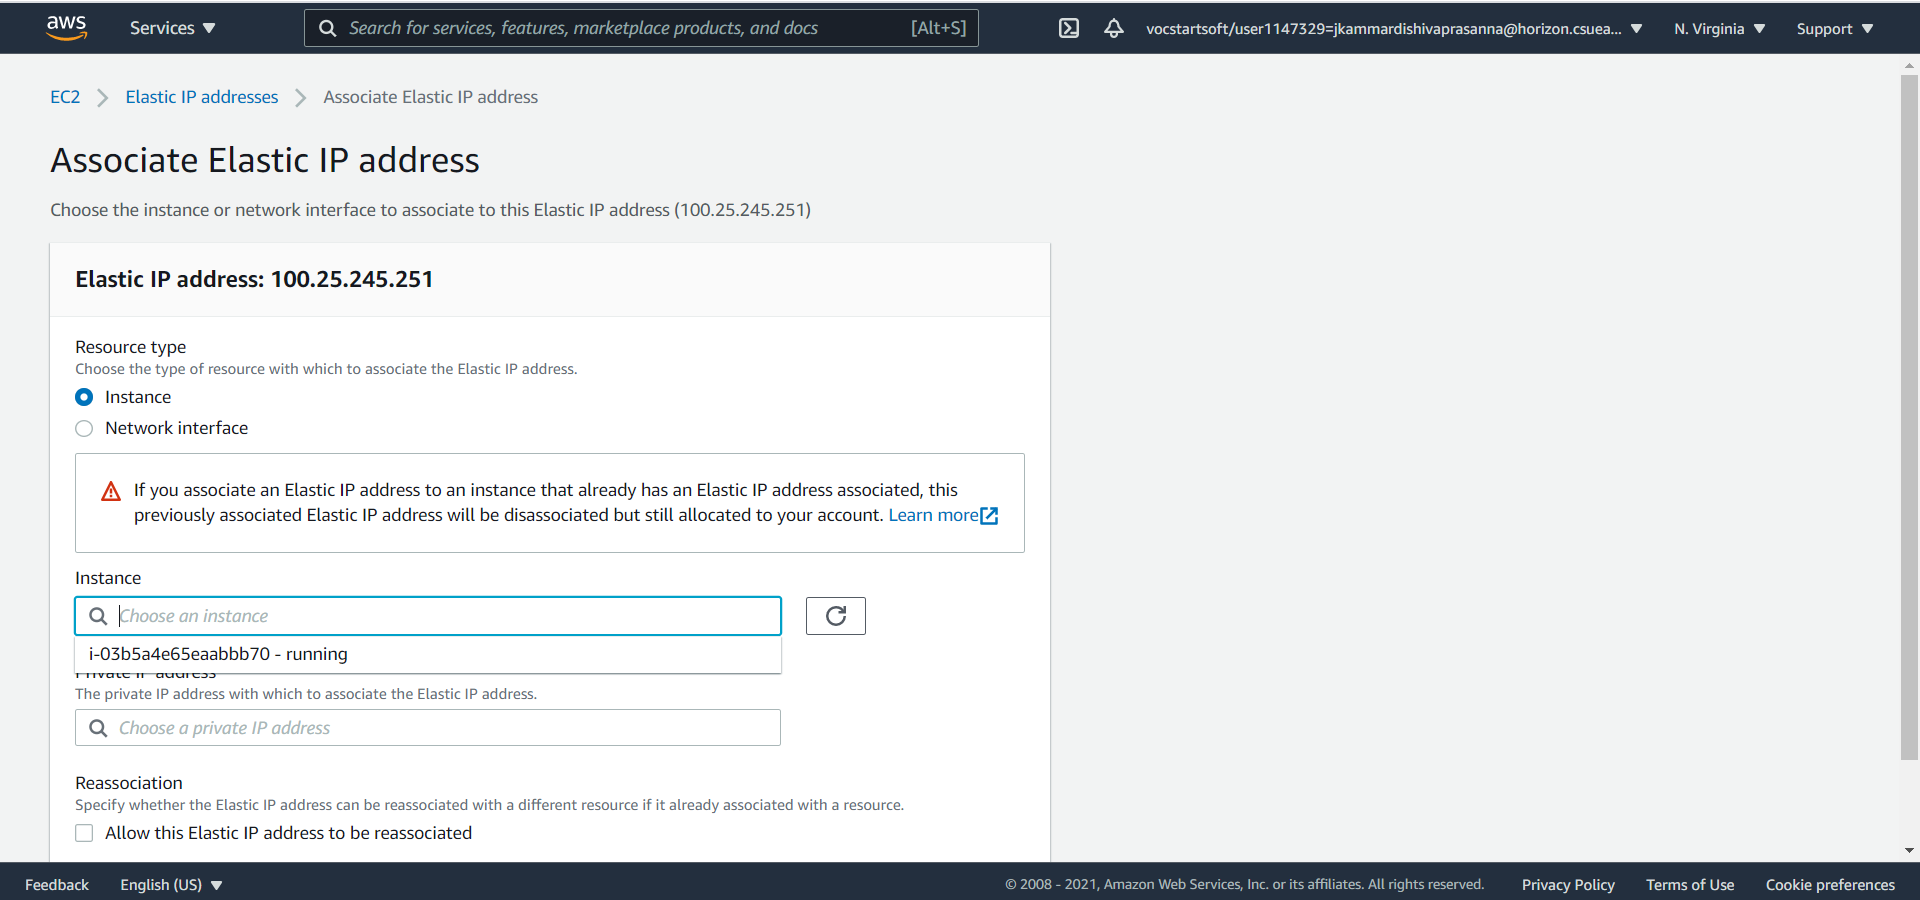 aws
Services
Search for services, features, marketplace products, and docs [Alt+S]
vocstartsoft/user1147329=jkammardishivaprasanna@horizon.csuea...
N. Virginia
Support
EC2 > Elastic IP addresses > Associate Elastic IP address
Associate Elastic IP address
Choose the instance or network interface to associate to this Elastic IP address (100.25.245.251)
Elastic IP address: 100.25.245.251
Resource type
Choose the type of resource with which to associate the Elastic IP address.
Instance
Network interface
If you associate an Elastic IP address to an instance that already has an Elastic IP address associated, this
previously associated Elastic IP address will be disassociated but still allocated to your account. Learn more
Instance
Choose an instance
i-03b5a4e65eaabbb70 - running
Private IP address
The private IP address with which to associate the Elastic IP address.
Choose a private IP address
Reassociation
Specify whether the Elastic IP address can be reassociated with a different resource if it already associated with a resource.
Allow this Elastic IP address to be reassociated
Feedback
English (US)
© 2008 - 2021, Amazon Web Services, Inc. or its affiliates. All rights reserved.
Privacy Policy
Terms of Use
Cookie preferences